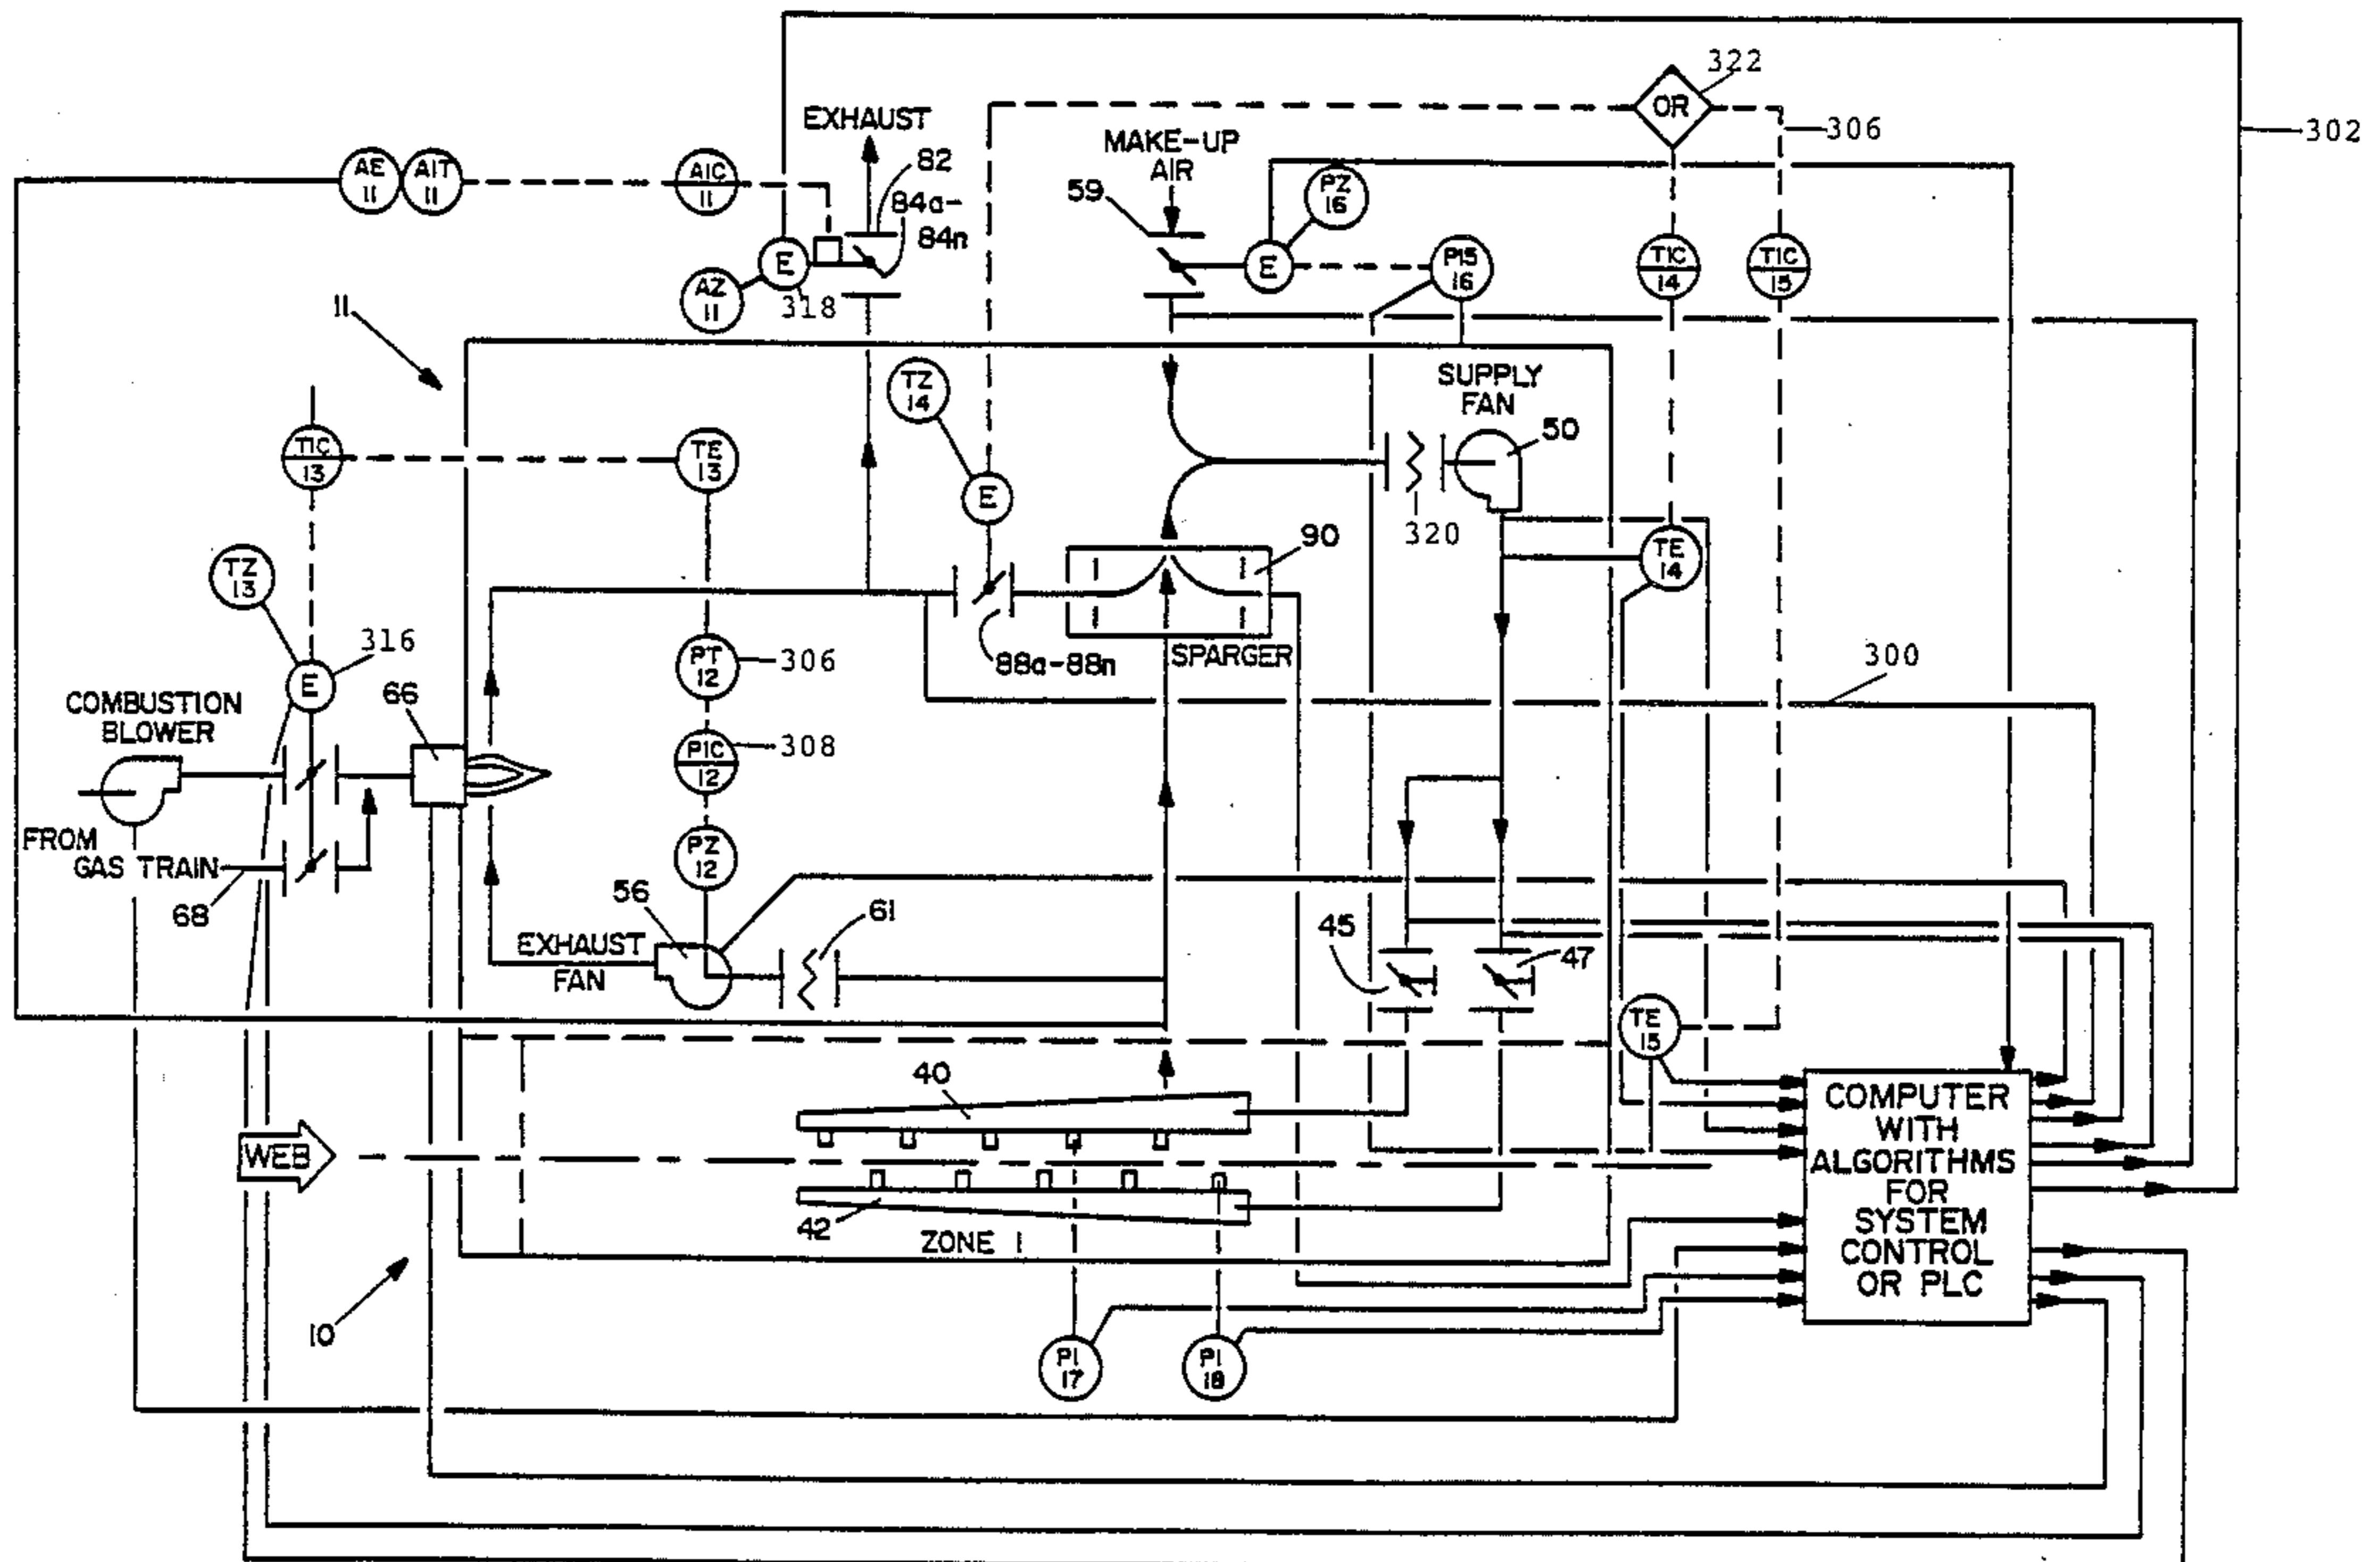 322
OR
306
302
EXHAUST
82
MAKE-UP
AIR
59
PZ
16
AE
11
AIT
11
AIC
11
84a-
84n
E
AZ
11
318
E
PIS
16
TIC
14
TIC
15
11
TZ
14
SUPPLY
FAN
50
TIC
13
TE
13
E
320
90
TE
14
TZ
13
316
E
66
PT
12
306
88a-88n
SPARGER
300
COMBUSTION
BLOWER
PIC
12
308
FROM
GAS TRAIN
68
PZ
12
56
61
EXHAUST
FAN
45
47
TE
15
40
WEB
42
ZONE 1
10
COMPUTER
WITH
ALGORITHMS
FOR
SYSTEM
CONTROL
OR PLC
PI
17
PI
18